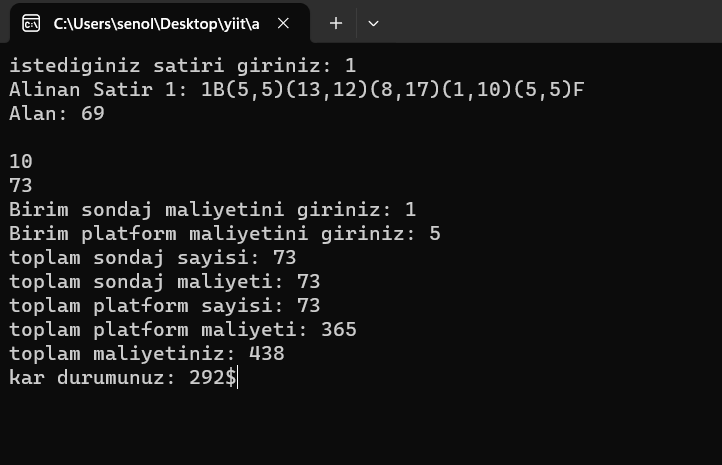 C:\Users\senol\Desktop\yiit\a
istediginiz satiri giriniz: 1
Alinan Satir 1: 1B(5,5)(13,12)(8,17)(1,10)(5,5)F
Alan: 69
10
73
Birim sondaj maliyetini giriniz: 1
Birim platform maliyetini giriniz: 5
toplam sondaj sayisi: 73
toplam sondaj maliyeti: 73
toplam platform sayisi: 73
toplam platform maliyeti: 365
toplam maliyetiniz: 438
kar durumunuz: 292$